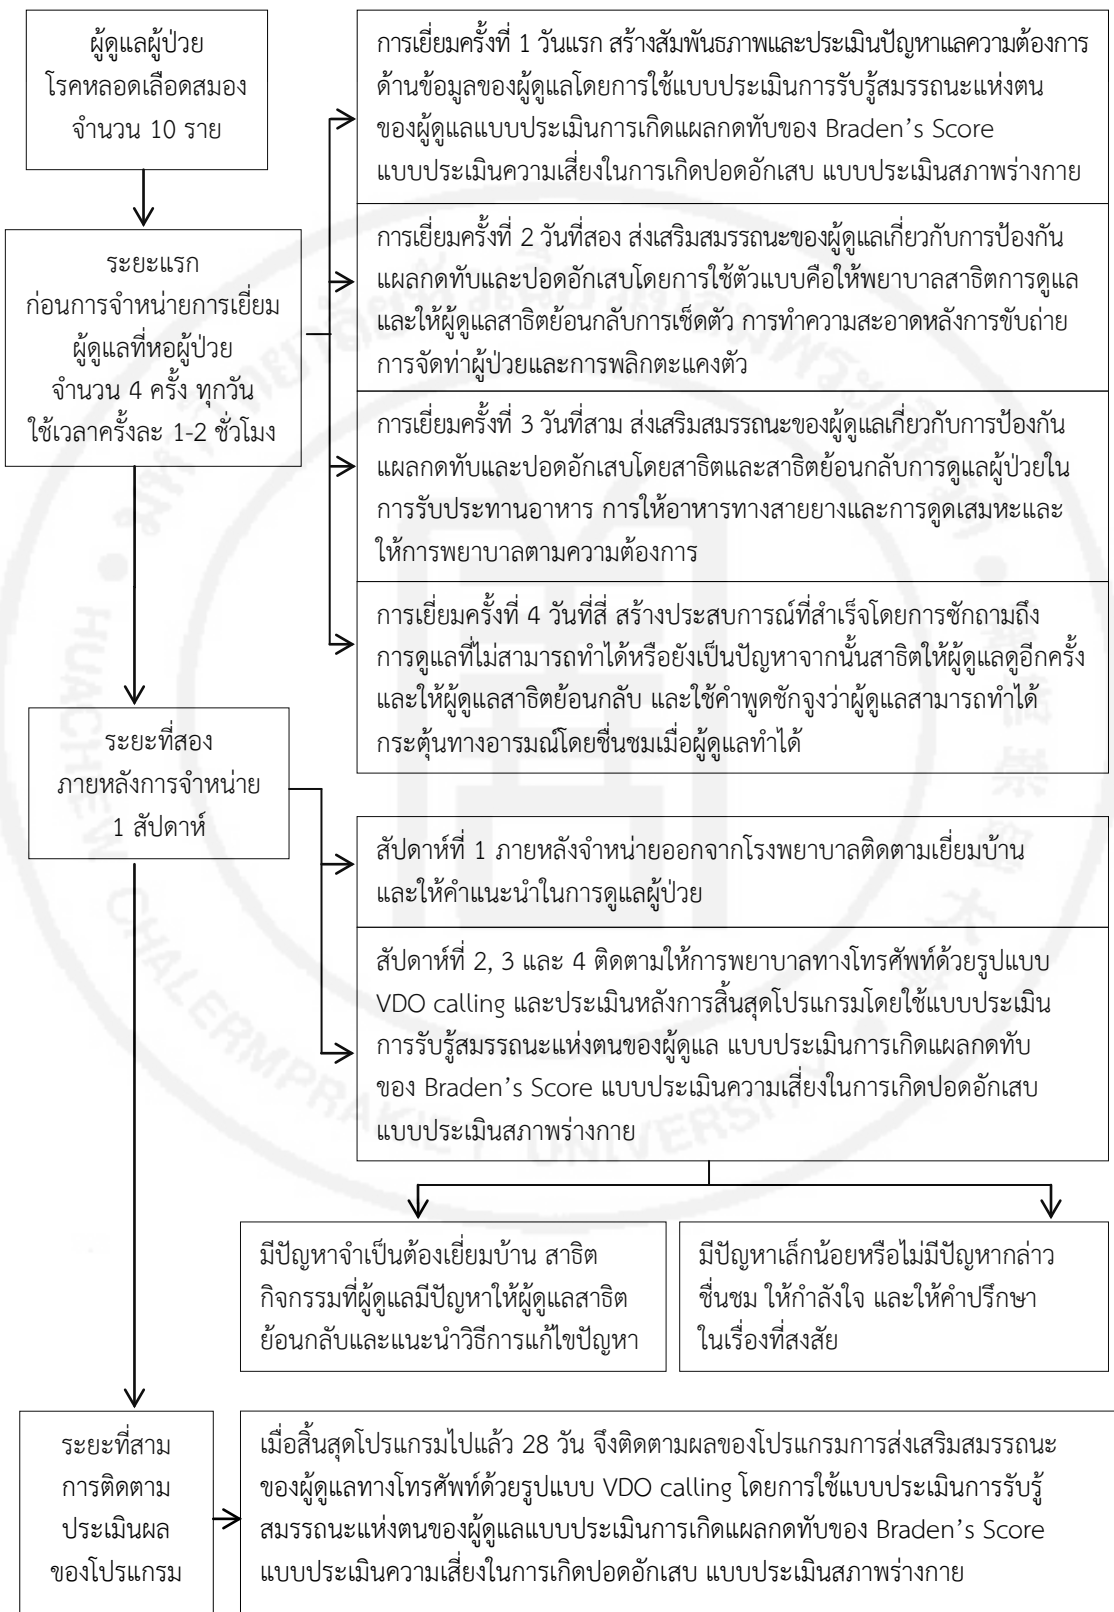 ผู้ดูแลผู้ป่วย
โรคหลอดเลือดสมอง
จำนวน 10 ราย
ระยะแรก
ก่อนการจำหน่ายการเยี่ยม
ผู้ดูแลที่หอผู้ป่วย
จำนวน 4 ครั้ง ทุกวัน
ใช้เวลาครั้งละ 1-2 ชั่วโมง
การเยี่ยมครั้งที่ 1 วันแรก สร้างสัมพันธภาพและประเมินปัญหาแลความต้องการ
ด้านข้อมูลของผู้ดูแลโดยการใช้แบบประเมินการรับรู้สมรรถนะแห่งตน
ของผู้ดูแลแบบประเมินการเกิดแผลกดทับของ Braden's Score
แบบประเมินความเสี่ยงในการเกิดปอดอักเสบ แบบประเมินสภาพร่างกาย
การเยี่ยมครั้งที่ 2 วันที่สอง ส่งเสริมสมรรถนะของผู้ดูแลเกี่ยวกับการป้องกัน
แผลกดทับและปอดอักเสบโดยการใช้ตัวแบบคือให้พยาบาลสาธิตการดูแล
และให้ผู้ดูแลสาธิตย้อนกลับการเช็ดตัว การทำความสะอาดหลังการขับถ่าย
การจัดท่าผู้ป่วยและการพลิกตะแคงตัว
การเยี่ยมครั้งที่ 3 วันที่สาม ส่งเสริมสมรรถนะของผู้ดูแลเกี่ยวกับการป้องกัน
แผลกดทับและปอดอักเสบโดยสาธิตและสาธิตย้อนกลับการดูแลผู้ป่วยใน
การรับประทานอาหาร การให้อาหารทางสายยางและการดูดเสมหะและ
ให้การพยาบาลตามความต้องการ
การเยี่ยมครั้งที่ 4 วันที่สี่ สร้างประสบการณ์ที่สำเร็จโดยการซักถามถึง
การดูแลที่ไม่สามารถทำได้หรือยังเป็นปัญหาจากนั้นสาธิตให้ผู้ดูแลดูอีกครั้ง
และให้ผู้ดูแลสาธิตย้อนกลับ และใช้คำพูดชักจูงว่าผู้ดูแลสามารถทำได้
กระตุ้นทางอารมณ์โดยชื่นชมเมื่อผู้ดูแลทำได้
ระยะที่สอง
ภายหลังการจำหน่าย
1 สัปดาห์
สัปดาห์ที่ 1 ภายหลังจำหน่ายออกจากโรงพยาบาลติดตามเยี่ยมบ้าน
และให้คำแนะนำในการดูแลผู้ป่วย
สัปดาห์ที่ 2, 3 และ 4 ติดตามให้การพยาบาลทางโทรศัพท์ด้วยรูปแบบ
VDO calling และประเมินหลังการสิ้นสุดโปรแกรมโดยใช้แบบประเมิน
การรับรู้สมรรถนะแห่งตนของผู้ดูแล แบบประเมินการเกิดแผลกดทับ
ของ Braden's Score แบบประเมินความเสี่ยงในการเกิดปอดอักเสบ
แบบประเมินสภาพร่างกาย
มีปัญหาจำเป็นต้องเยี่ยมบ้าน สาธิต
กิจกรรมที่ผู้ดูแลมีปัญหาให้ผู้ดูแลสาธิต
ย้อนกลับและแนะนำวิธีการแก้ไขปัญหา
มีปัญหาเล็กน้อยหรือไม่มีปัญหากล่าว
ชื่นชม ให้กำลังใจ และให้คำปรึกษา
ในเรื่องที่สงสัย
ระยะที่สาม
การติดตาม
ประเมินผล
ของโปรแกรม
เมื่อสิ้นสุดโปรแกรมไปแล้ว 28 วัน จึงติดตามผลของโปรแกรมการส่งเสริมสมรรถนะ
ของผู้ดูแลทางโทรศัพท์ด้วยรูปแบบ VDO calling โดยการใช้แบบประเมินการรับรู้
สมรรถนะแห่งตนของผู้ดูแลแบบประเมินการเกิดแผลกดทับของ Braden's Score
แบบประเมินความเสี่ยงในการเกิดปอดอักเสบ แบบประเมินสภาพร่างกาย
HUACHIEW CHALERMPRAKIET UNIVERSITY